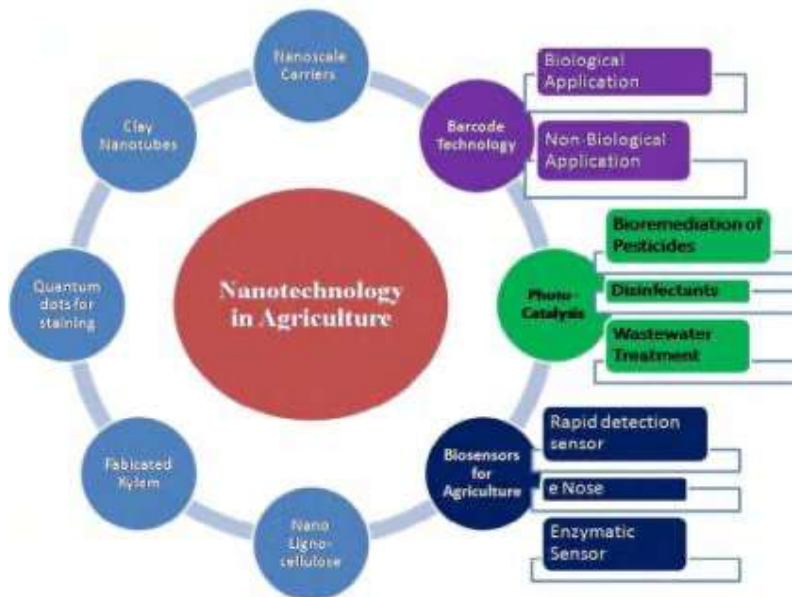 Nanoscale
Carriers
Barcode
Technology
Biological
Application
Non-Biological
Application
Photo-
Catalysis
Bioremediation of
Pesticides
Disinfectants
Wastewater
Treatment
Biosensors for
Agriculture
Rapid detection
sensor
e Nose
Enzymatic
Sensor
Nano
Ligno-
cellulose
Fabicated
Xylem
Quantum
dots for
staining
Clay
Nanotubes
Nanotechnology
in Agriculture